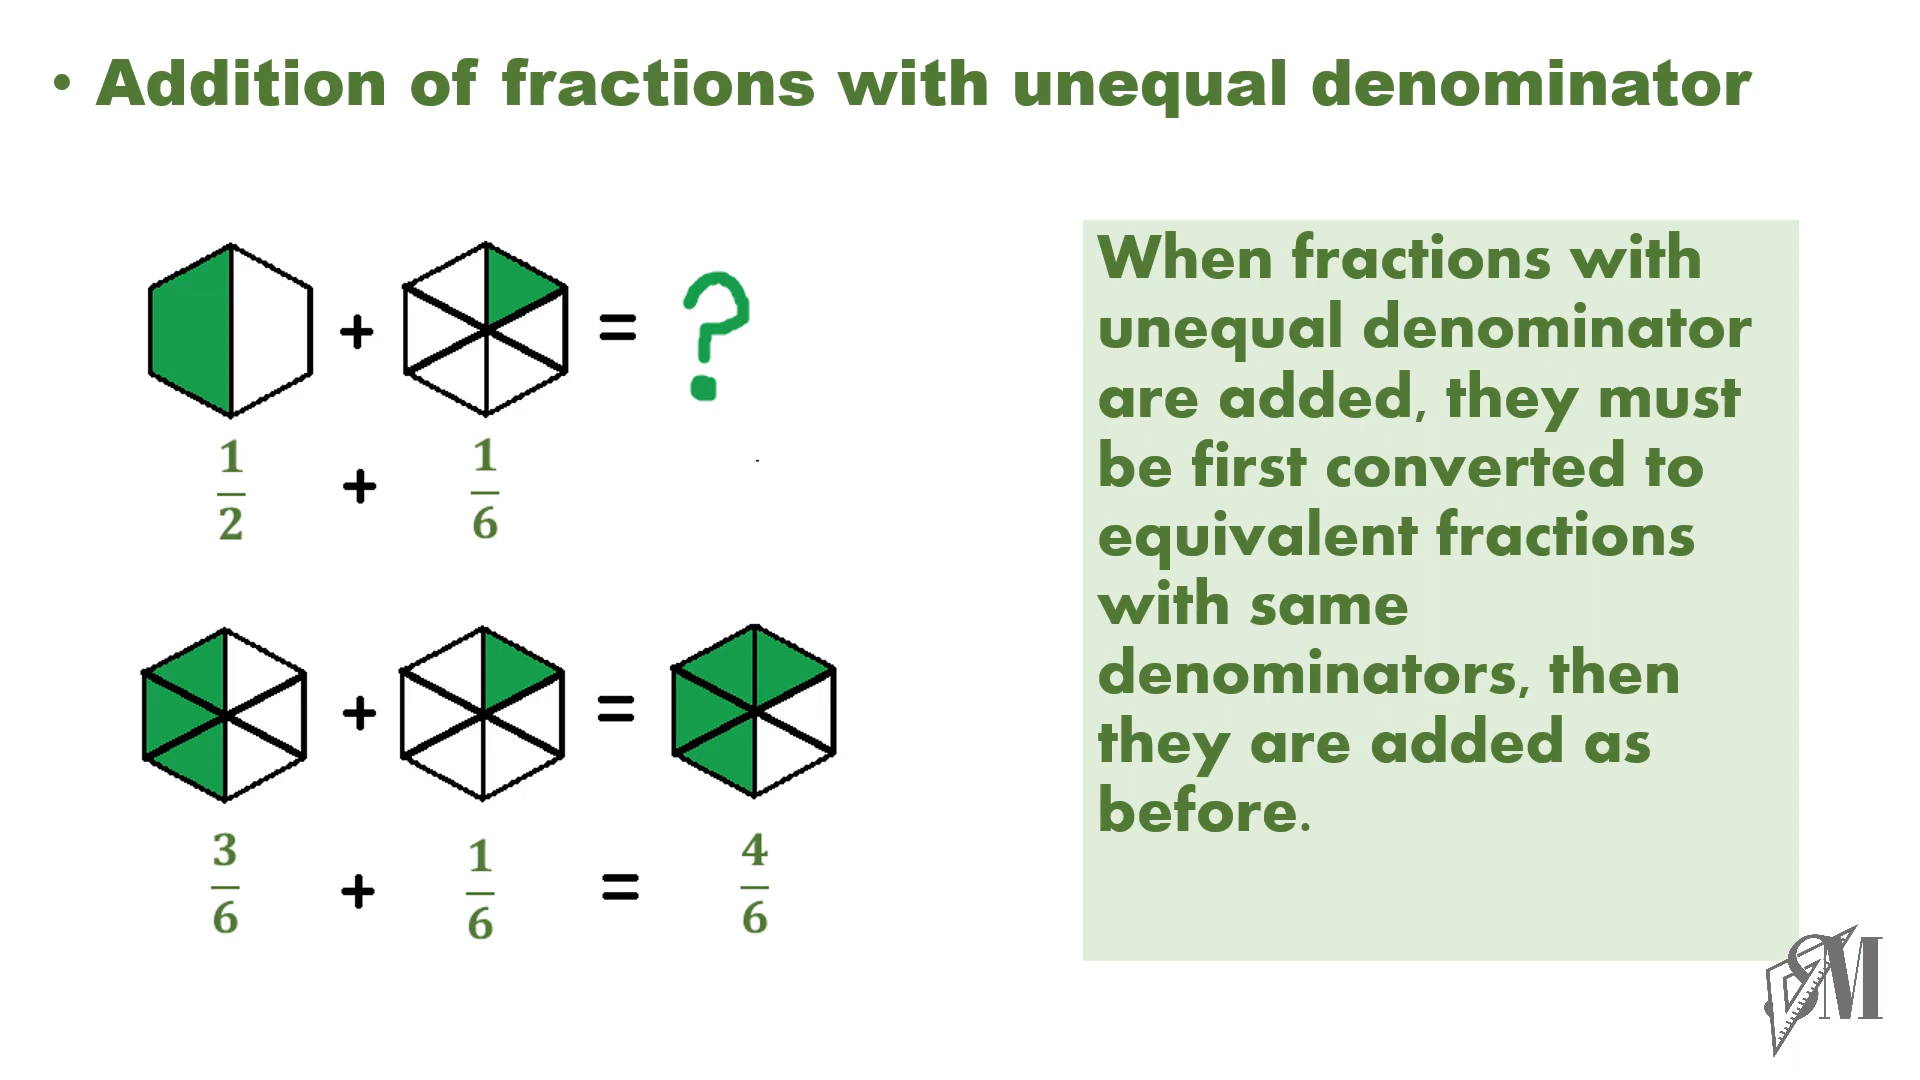 • Addition of fractions with unequal denominator
+ = ?
1/2 + 1/6
+ =
3/6 + 1/6 = 4/6
When fractions with
unequal denominator
are added, they must
be first converted to
equivalent fractions
with same
denominators, then
they are added as
before.
SM